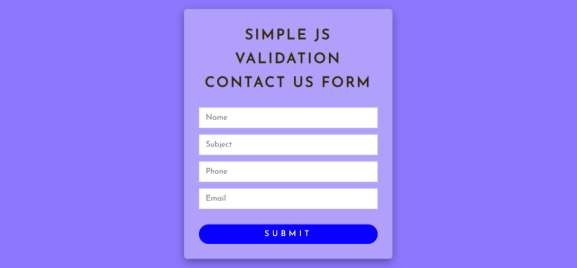 SIMPLE JS
VALIDATION
CONTACT US FORM
Name
Subject
Phone
Email
SUBMIT